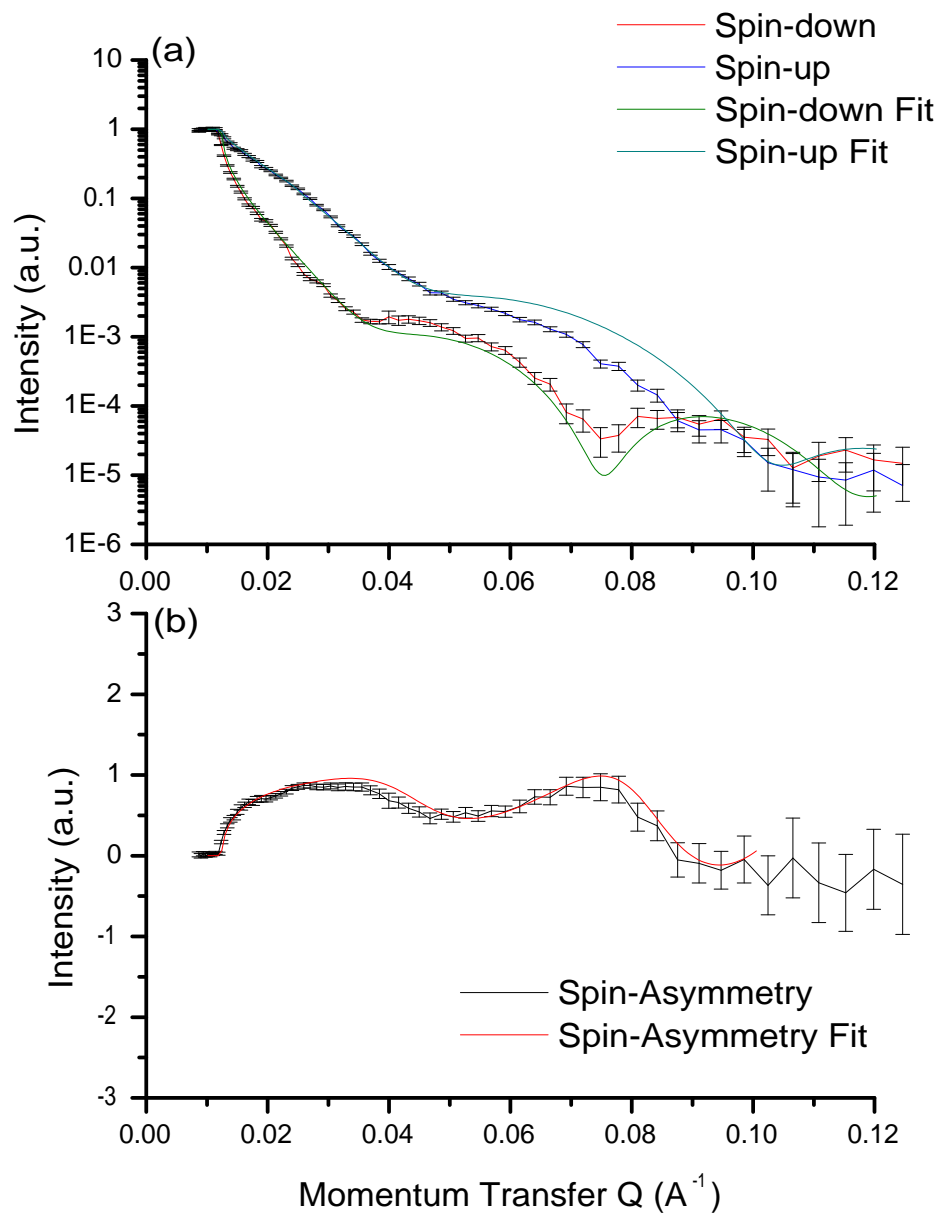 (a)
Spin-down
Spin-up
Spin-down Fit
Spin-up Fit
10
1
0.1
0.01
1E-3
1E-4
1E-5
1E-6
Intensity (a.u.)
0.00 0.02 0.04 0.06 0.08 0.10 0.12
(b)
3
2
1
0
-1
-2
-3
Intensity (a.u.)
Spin-Asymmetry
Spin-Asymmetry Fit
0.00 0.02 0.04 0.06 0.08 0.10 0.12
Momentum Transfer Q (A⁻¹)